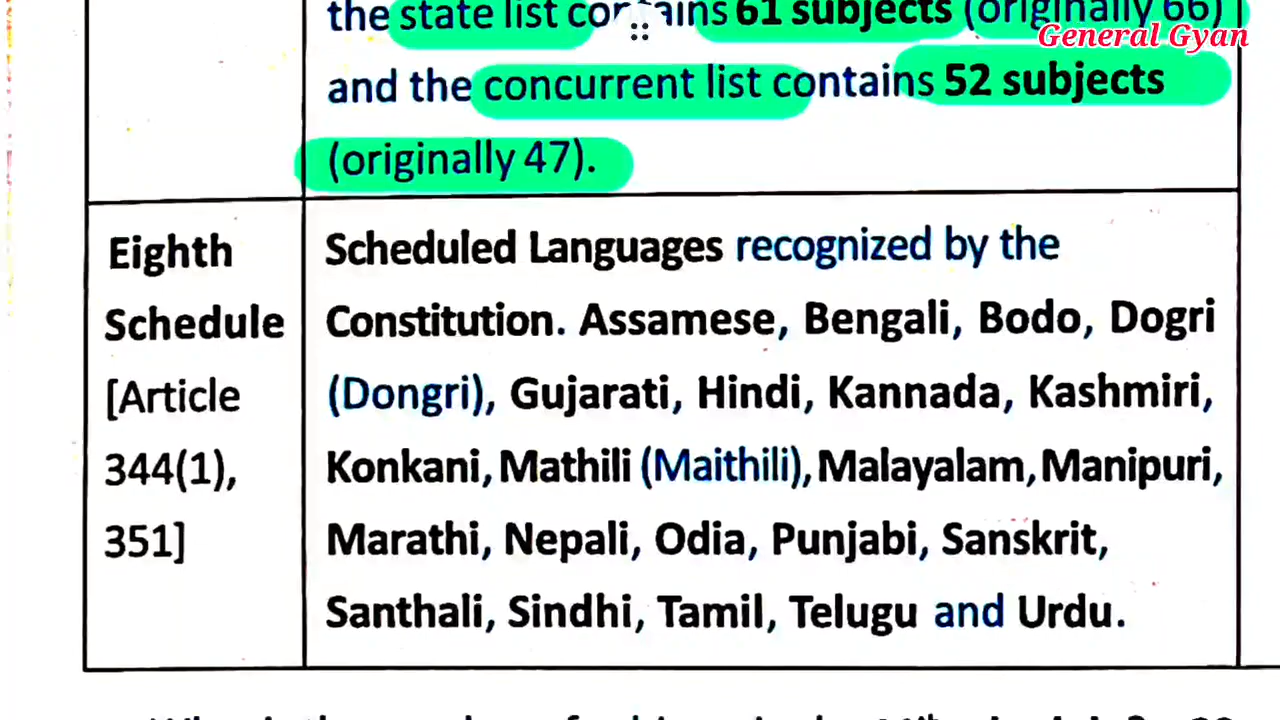 the state list contains 61 subjects (originally 66)
General Gyan
and the concurrent list contains 52 subjects
(originally 47).
Eighth
Schedule
[Article
344(1),
351]
Scheduled Languages recognized by the
Constitution. Assamese, Bengali, Bodo, Dogri
(Dongri), Gujarati, Hindi, Kannada, Kashmiri,
Konkani, Mathili (Maithili), Malayalam, Manipuri,
Marathi, Nepali, Odia, Punjabi, Sanskrit,
Santhali, Sindhi, Tamil, Telugu and Urdu.